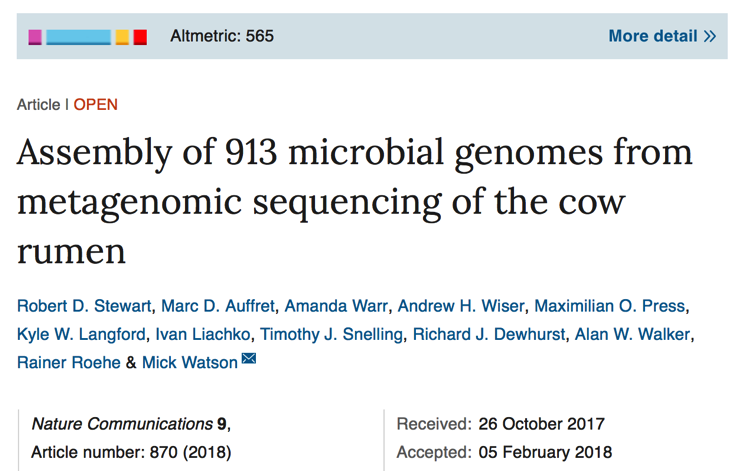 Altmetric: 565 More detail »
Article | OPEN
Assembly of 913 microbial genomes from
metagenomic sequencing of the cow
rumen
Robert D. Stewart, Marc D. Auffret, Amanda Warr, Andrew H. Wiser, Maximilian O. Press,
Kyle W. Langford, Ivan Liachko, Timothy J. Snelling, Richard J. Dewhurst, Alan W. Walker,
Rainer Roehe & Mick Watson
Nature Communications 9,
Article number: 870 (2018)
Received: 26 October 2017
Accepted: 05 February 2018